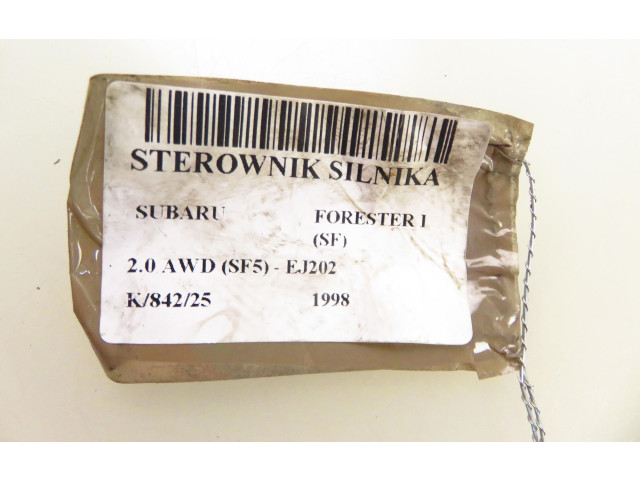 STEROWNIK SILNIKA
SUBARU FORESTER I
(SF)
2.0 AWD (SF5) - EJ202
K/842/25 1998